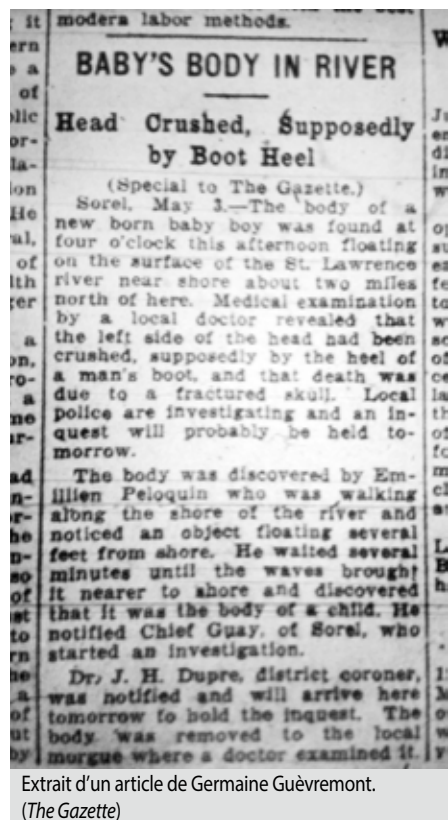 modern labor methods.
BABY'S BODY IN RIVER
Head Crushed, Supposedly
by Boot Heel
(Special to The Gazette.)
Sorel, May 3.—The body of a
new born baby boy was found at
four o'clock this afternoon floating
on the surface of the St. Lawrence
river near shore about two miles
north of here. Medical examination
by a local doctor revealed that
the left side of the head had been
crushed, supposedly by the heel of
a man's boot, and that death was
due to a fractured skull. Local
police are investigating and an in-
quest will probably be held to-
morrow.
The body was discovered by Em-
illien Peloquin who was walking
along the shore of the river and
noticed an object floating several
feet from shore. He waited several
minutes until the waves brought
it nearer to shore and discovered
that it was the body of a child. He
notified Chief Guay, of Sorel, who
started an investigation.
Dr. J. H. Dupre, district coroner,
was notified and will arrive here
tomorrow to hold the inquest. The
body was removed to the local
morgue where a doctor examined it.
Extrait d'un article de Germaine Guèvremont.
(The Gazette)